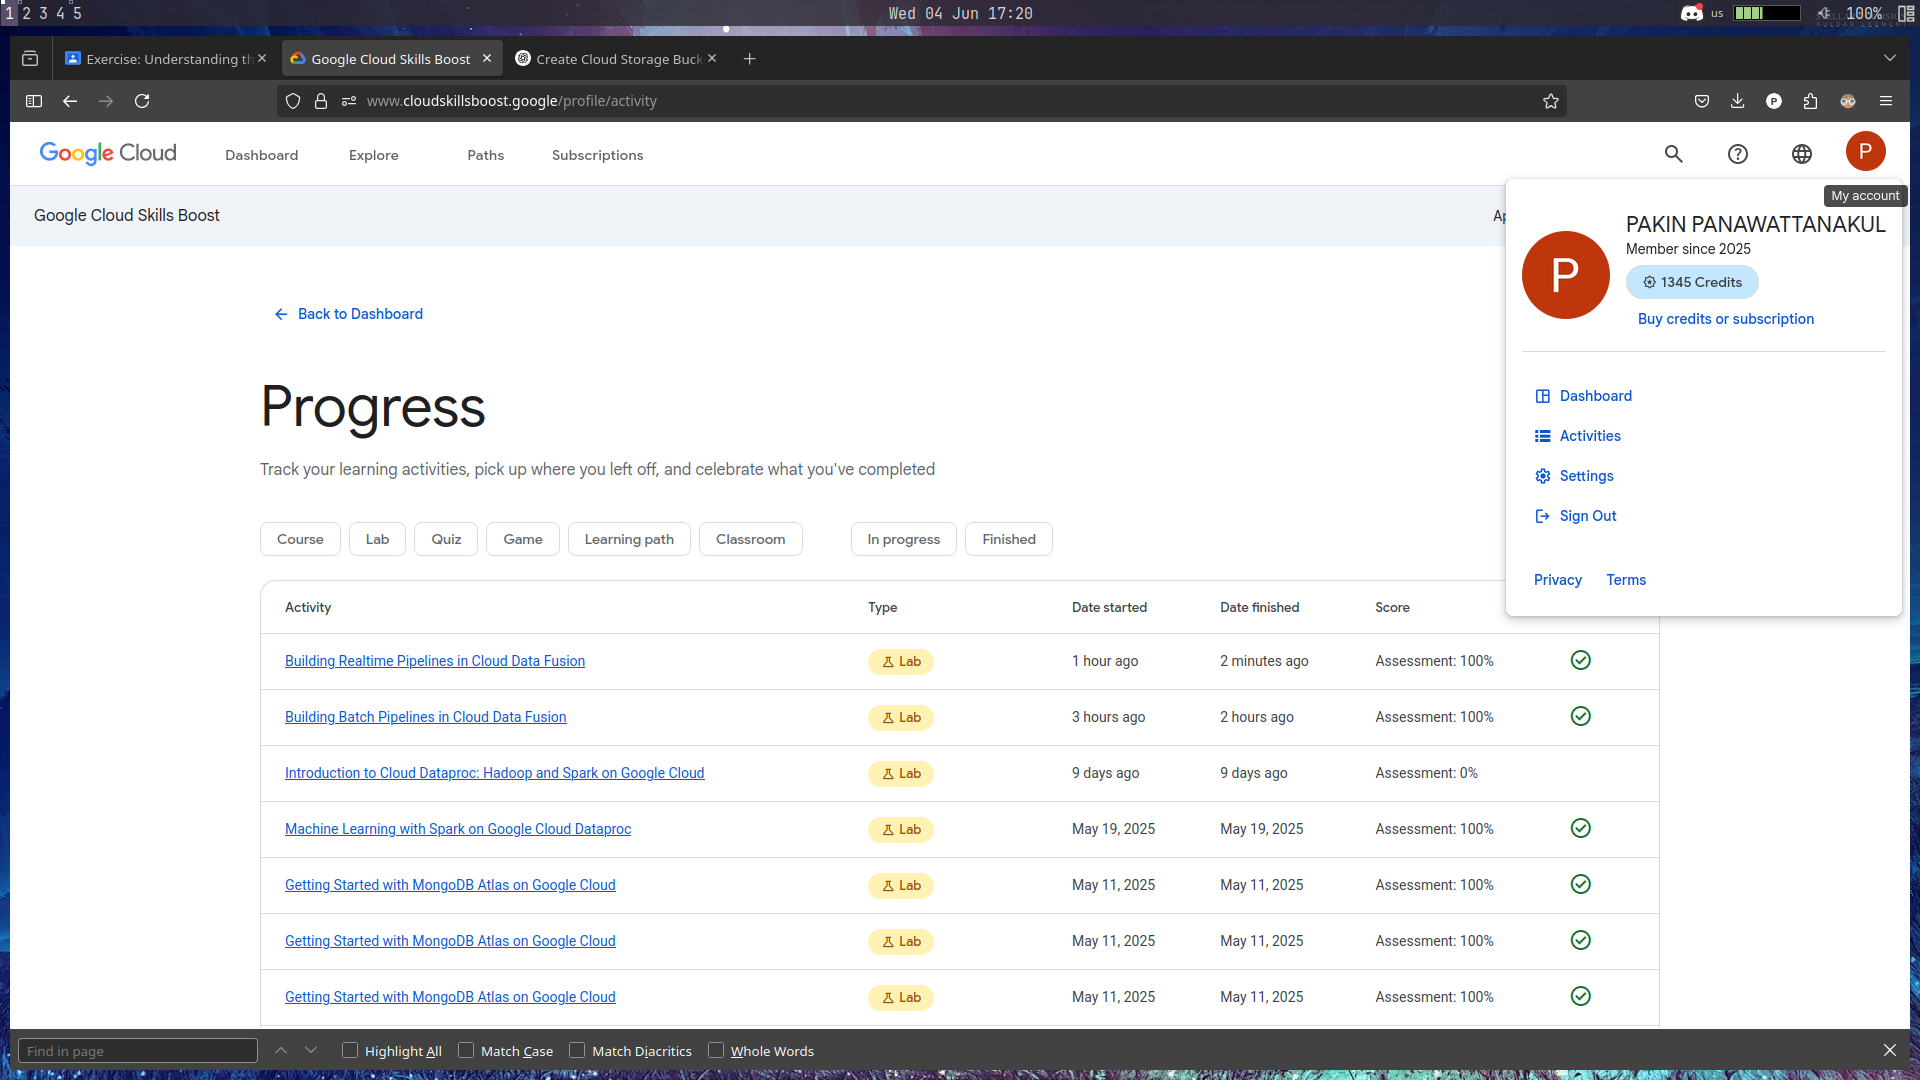 1 2 3 4 5
Wed 04 Jun 17:20
us
100%
Exercise: Understanding th
Google Cloud Skills Boost
Create Cloud Storage Buck
www.cloudskillsboost.google/profile/activity
Google Cloud
Dashboard
Explore
Paths
Subscriptions
P
My account
Google Cloud Skills Boost
Ap
P
PAKIN PANAWATTANAKUL
Member since 2025
1345 Credits
Buy credits or subscription
Dashboard
Activities
Settings
Sign Out
Privacy Terms
Back to Dashboard
Progress
Track your learning activities, pick up where you left off, and celebrate what you've completed
Course Lab Quiz Game Learning path Classroom In progress Finished
Activity Type Date started Date finished Score
Building Realtime Pipelines in Cloud Data Fusion Lab 1 hour ago 2 minutes ago Assessment: 100%
Building Batch Pipelines in Cloud Data Fusion Lab 3 hours ago 2 hours ago Assessment: 100%
Introduction to Cloud Dataproc: Hadoop and Spark on Google Cloud Lab 9 days ago 9 days ago Assessment: 0%
Machine Learning with Spark on Google Cloud Dataproc Lab May 19, 2025 May 19, 2025 Assessment: 100%
Getting Started with MongoDB Atlas on Google Cloud Lab May 11, 2025 May 11, 2025 Assessment: 100%
Getting Started with MongoDB Atlas on Google Cloud Lab May 11, 2025 May 11, 2025 Assessment: 100%
Getting Started with MongoDB Atlas on Google Cloud Lab May 11, 2025 May 11, 2025 Assessment: 100%
Find in page
Highlight All
Match Case
Match Diacritics
Whole Words